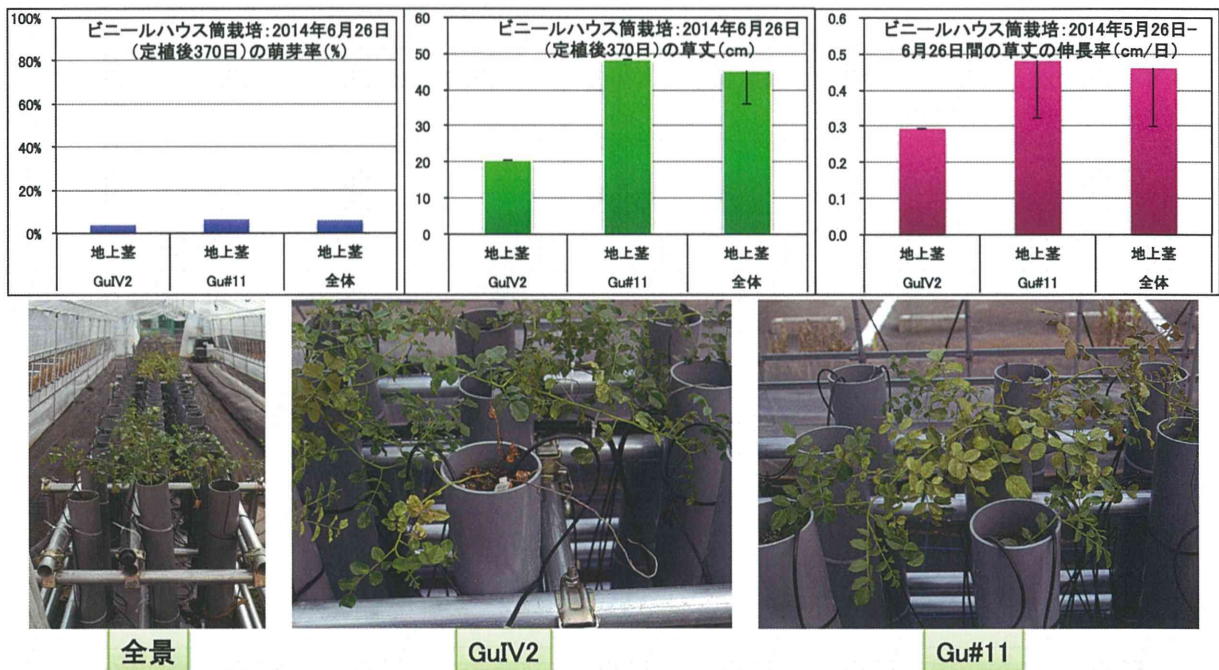 ビニールハウス筒栽培:2014年6月26日
(定植後370日)の萌芽率(%)
100%
80%
60%
40%
20%
0%
地上茎
地上茎
地上茎
GuIV2
Gu#11
全体
ビニールハウス筒栽培:2014年6月26日
(定植後370日)の草丈(cm)
60
50
40
30
20
10
0
地上茎
地上茎
地上茎
GuIV2
Gu#11
全体
ビニールハウス筒栽培:2014年5月26日-
6月26日間の草丈の伸長率(cm/日)
0.6
0.5
0.4
0.3
0.2
0.1
0.0
地上茎
地上茎
地上茎
GuIV2
Gu#11
全体
全景
GuIV2
Gu#11